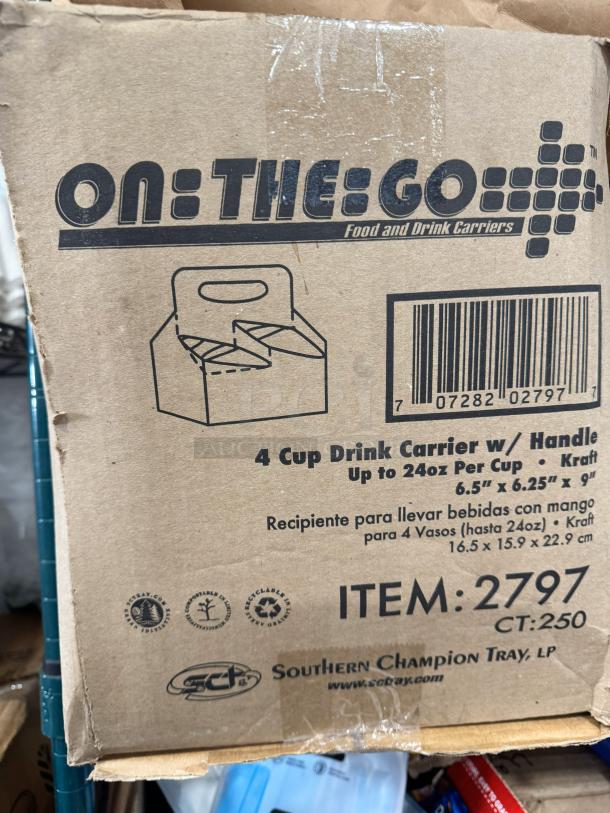 ON:THE:GO TM
Food and Drink Carriers
7 07282 02797 7
4 Cup Drink Carrier w/ Handle
Up to 24oz Per Cup • Kraft
6.5" x 6.25" x 9"
Recipiente para llevar bebidas con mango
para 4 Vasos (hasta 24oz) • Kraft
16.5 x 15.9 x 22.9 cm
ITEM: 2797
CT:250
sct
SOUTHERN CHAMPION TRAY, LP
www.sctray.com